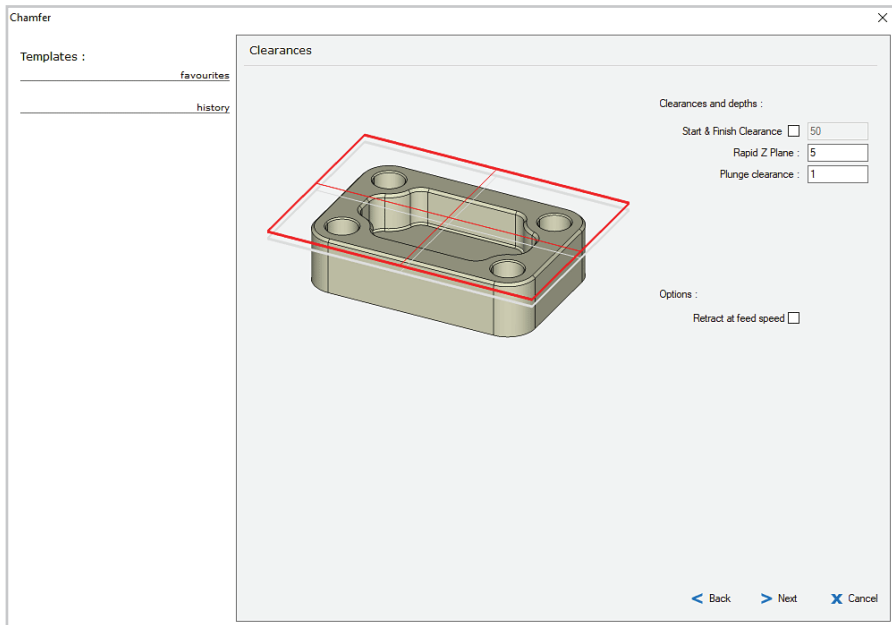 Chamfer
Templates :
favourites
history
Clearances
Clearances and depths :
Start & Finish Clearance 50
Rapid Z Plane : 5
Plunge clearance : 1
Options :
Retract at feed speed
< Back > Next X Cancel